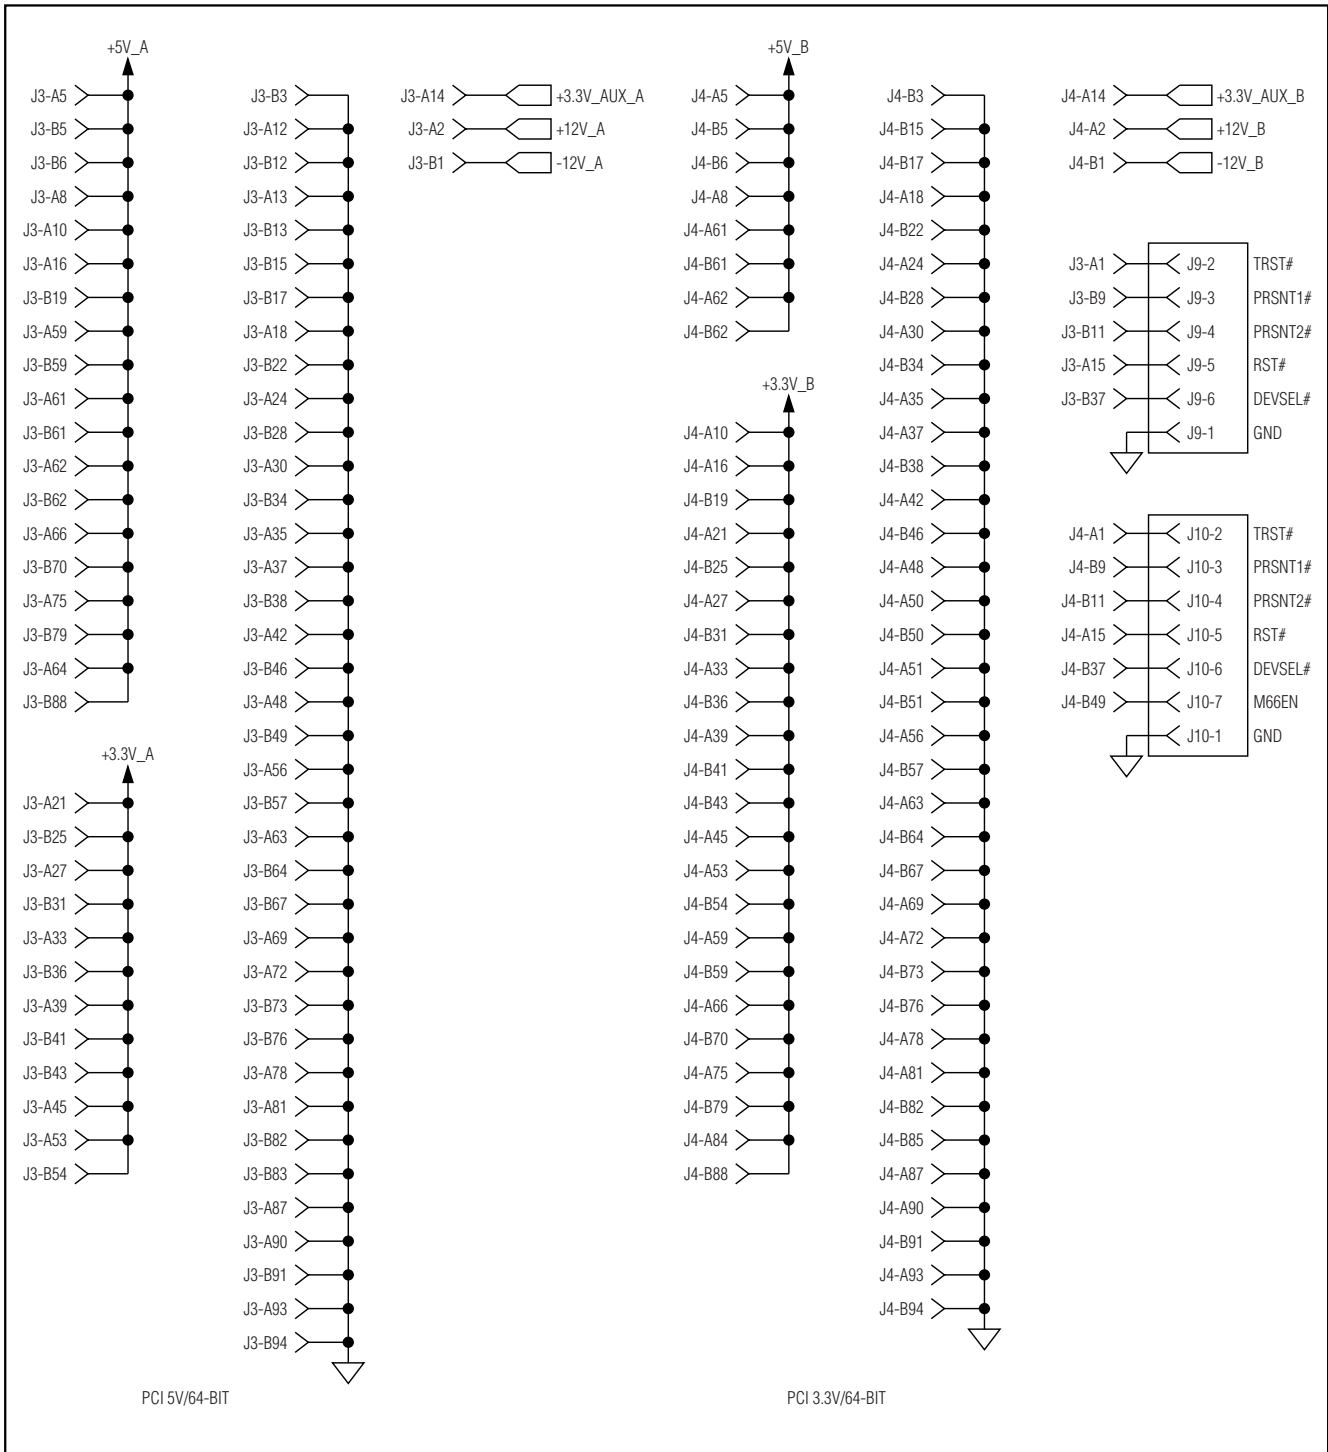 +5V_A
J3-A5
J3-B5
J3-B6
J3-A8
J3-A10
J3-A16
J3-B19
J3-A59
J3-B59
J3-A61
J3-B61
J3-A62
J3-B62
J3-A66
J3-B70
J3-A75
J3-B79
J3-A64
J3-B88
+3.3V_A
J3-A21
J3-B25
J3-A27
J3-B31
J3-A33
J3-B36
J3-A39
J3-B41
J3-B43
J3-A45
J3-A53
J3-B54
J3-B3
J3-A12
J3-B12
J3-A13
J3-B13
J3-B15
J3-B17
J3-A18
J3-B22
J3-A24
J3-B28
J3-A30
J3-B34
J3-A35
J3-A37
J3-B38
J3-A42
J3-B46
J3-A48
J3-B49
J3-A56
J3-B57
J3-A63
J3-B64
J3-B67
J3-A69
J3-A72
J3-B73
J3-B76
J3-A78
J3-A81
J3-B82
J3-B83
J3-A87
J3-A90
J3-B91
J3-A93
J3-B94
J3-A14 +3.3V_AUX_A
J3-A2 +12V_A
J3-B1 -12V_A
PCI 5V/64-BIT
+5V_B
J4-A5
J4-B5
J4-B6
J4-A8
J4-A61
J4-B61
J4-A62
J4-B62
+3.3V_B
J4-A10
J4-A16
J4-B19
J4-A21
J4-B25
J4-A27
J4-B31
J4-A33
J4-B36
J4-A39
J4-B41
J4-B43
J4-A45
J4-A53
J4-B54
J4-A59
J4-B59
J4-A66
J4-B70
J4-A75
J4-B79
J4-A84
J4-B88
J4-B3
J4-B15
J4-B17
J4-A18
J4-B22
J4-A24
J4-B28
J4-A30
J4-B34
J4-A35
J4-A37
J4-B38
J4-A42
J4-B46
J4-A48
J4-A50
J4-B50
J4-A51
J4-B51
J4-A56
J4-B57
J4-A63
J4-B64
J4-B67
J4-A69
J4-A72
J4-B73
J4-B76
J4-A78
J4-A81
J4-B82
J4-B85
J4-A87
J4-A90
J4-B91
J4-A93
J4-B94
J4-A14 +3.3V_AUX_B
J4-A2 +12V_B
J4-B1 -12V_B
J3-A1 J9-2 TRST#
J3-B9 J9-3 PRSNT1#
J3-B11 J9-4 PRSNT2#
J3-A15 J9-5 RST#
J3-B37 J9-6 DEVSEL#
J9-1 GND
J4-A1 J10-2 TRST#
J4-B9 J10-3 PRSNT1#
J4-B11 J10-4 PRSNT2#
J4-A15 J10-5 RST#
J4-B37 J10-6 DEVSEL#
J4-B49 J10-7 M66EN
J10-1 GND
PCI 3.3V/64-BIT